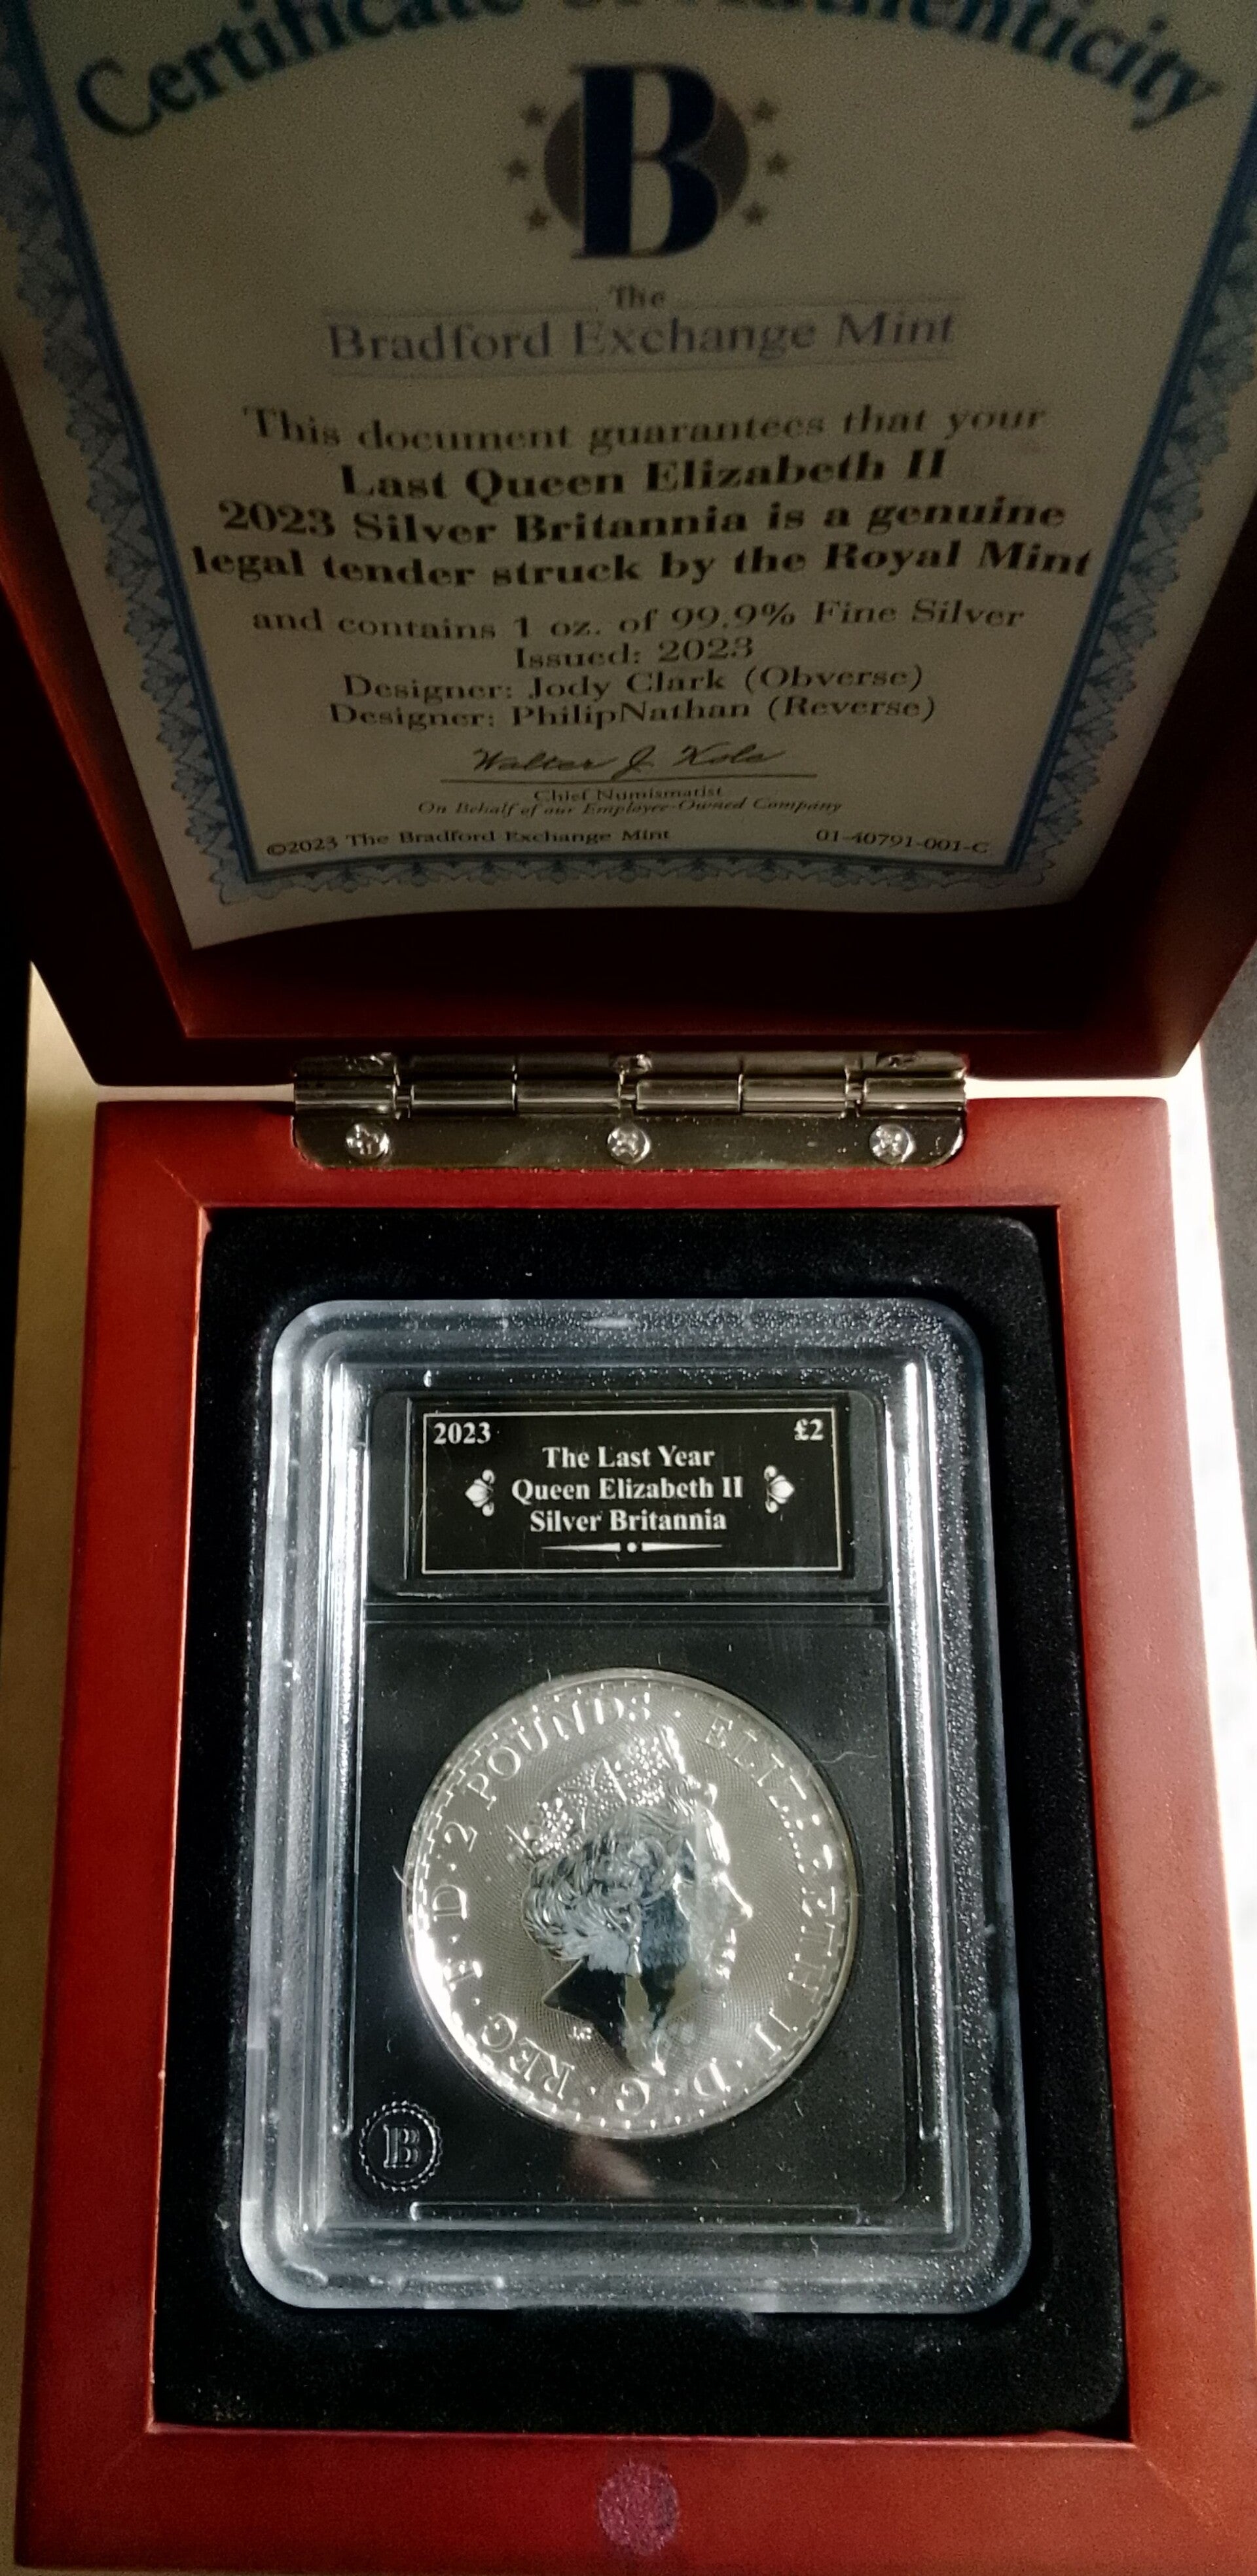 Certificate of Authenticity
B
The
Bradford Exchange Mint
This document guarantees that your
Last Queen Elizabeth II
2023 Silver Britannia is a genuine
legal tender struck by the Royal Mint
and contains 1 oz. of 99.9% Fine Silver
Issued: 2023
Designer: Jody Clark (Obverse)
Designer: PhilipNathan (Reverse)
Walter J. Kole
Chief Numismatist
On Behalf of our Employee-Owned Company
©2023 The Bradford Exchange Mint 01-40791-001-C
2023 £2
The Last Year
Queen Elizabeth II
Silver Britannia
ELIZABETH II · D · G · REG · F · D · 2 POUNDS ·
B